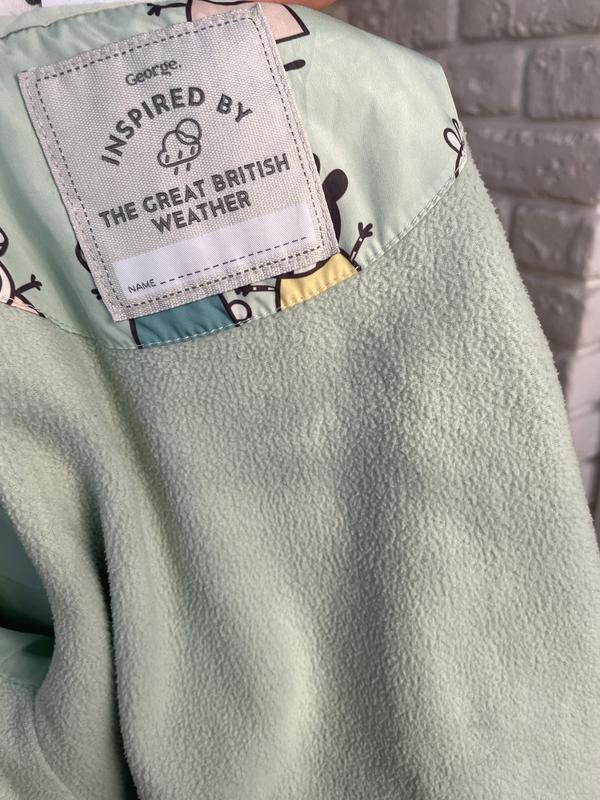 George.
INSPIRED BY
THE GREAT BRITISH
WEATHER
NAME